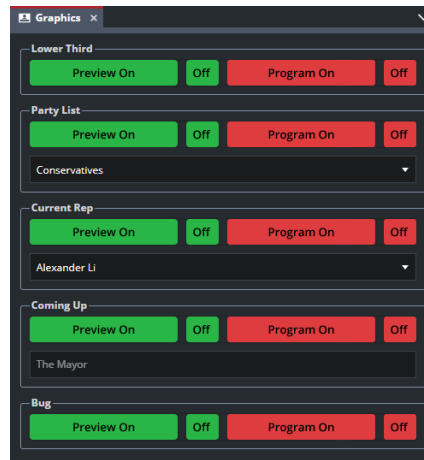 Graphics ×
Lower Third
Preview On Off Program On Off
Party List
Preview On Off Program On Off
Conservatives
Current Rep
Preview On Off Program On Off
Alexander Li
Coming Up
Preview On Off Program On Off
The Mayor
Bug
Preview On Off Program On Off